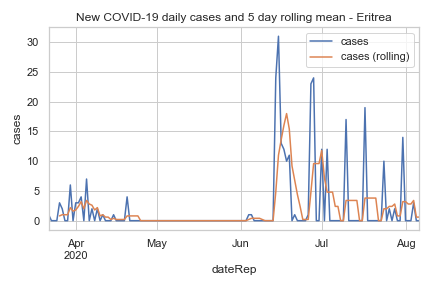 New COVID-19 daily cases and 5 day rolling mean - Eritrea
cases
cases (rolling)
cases
30
25
20
15
10
5
0
Apr
2020
May
Jun
Jul
Aug
dateRep